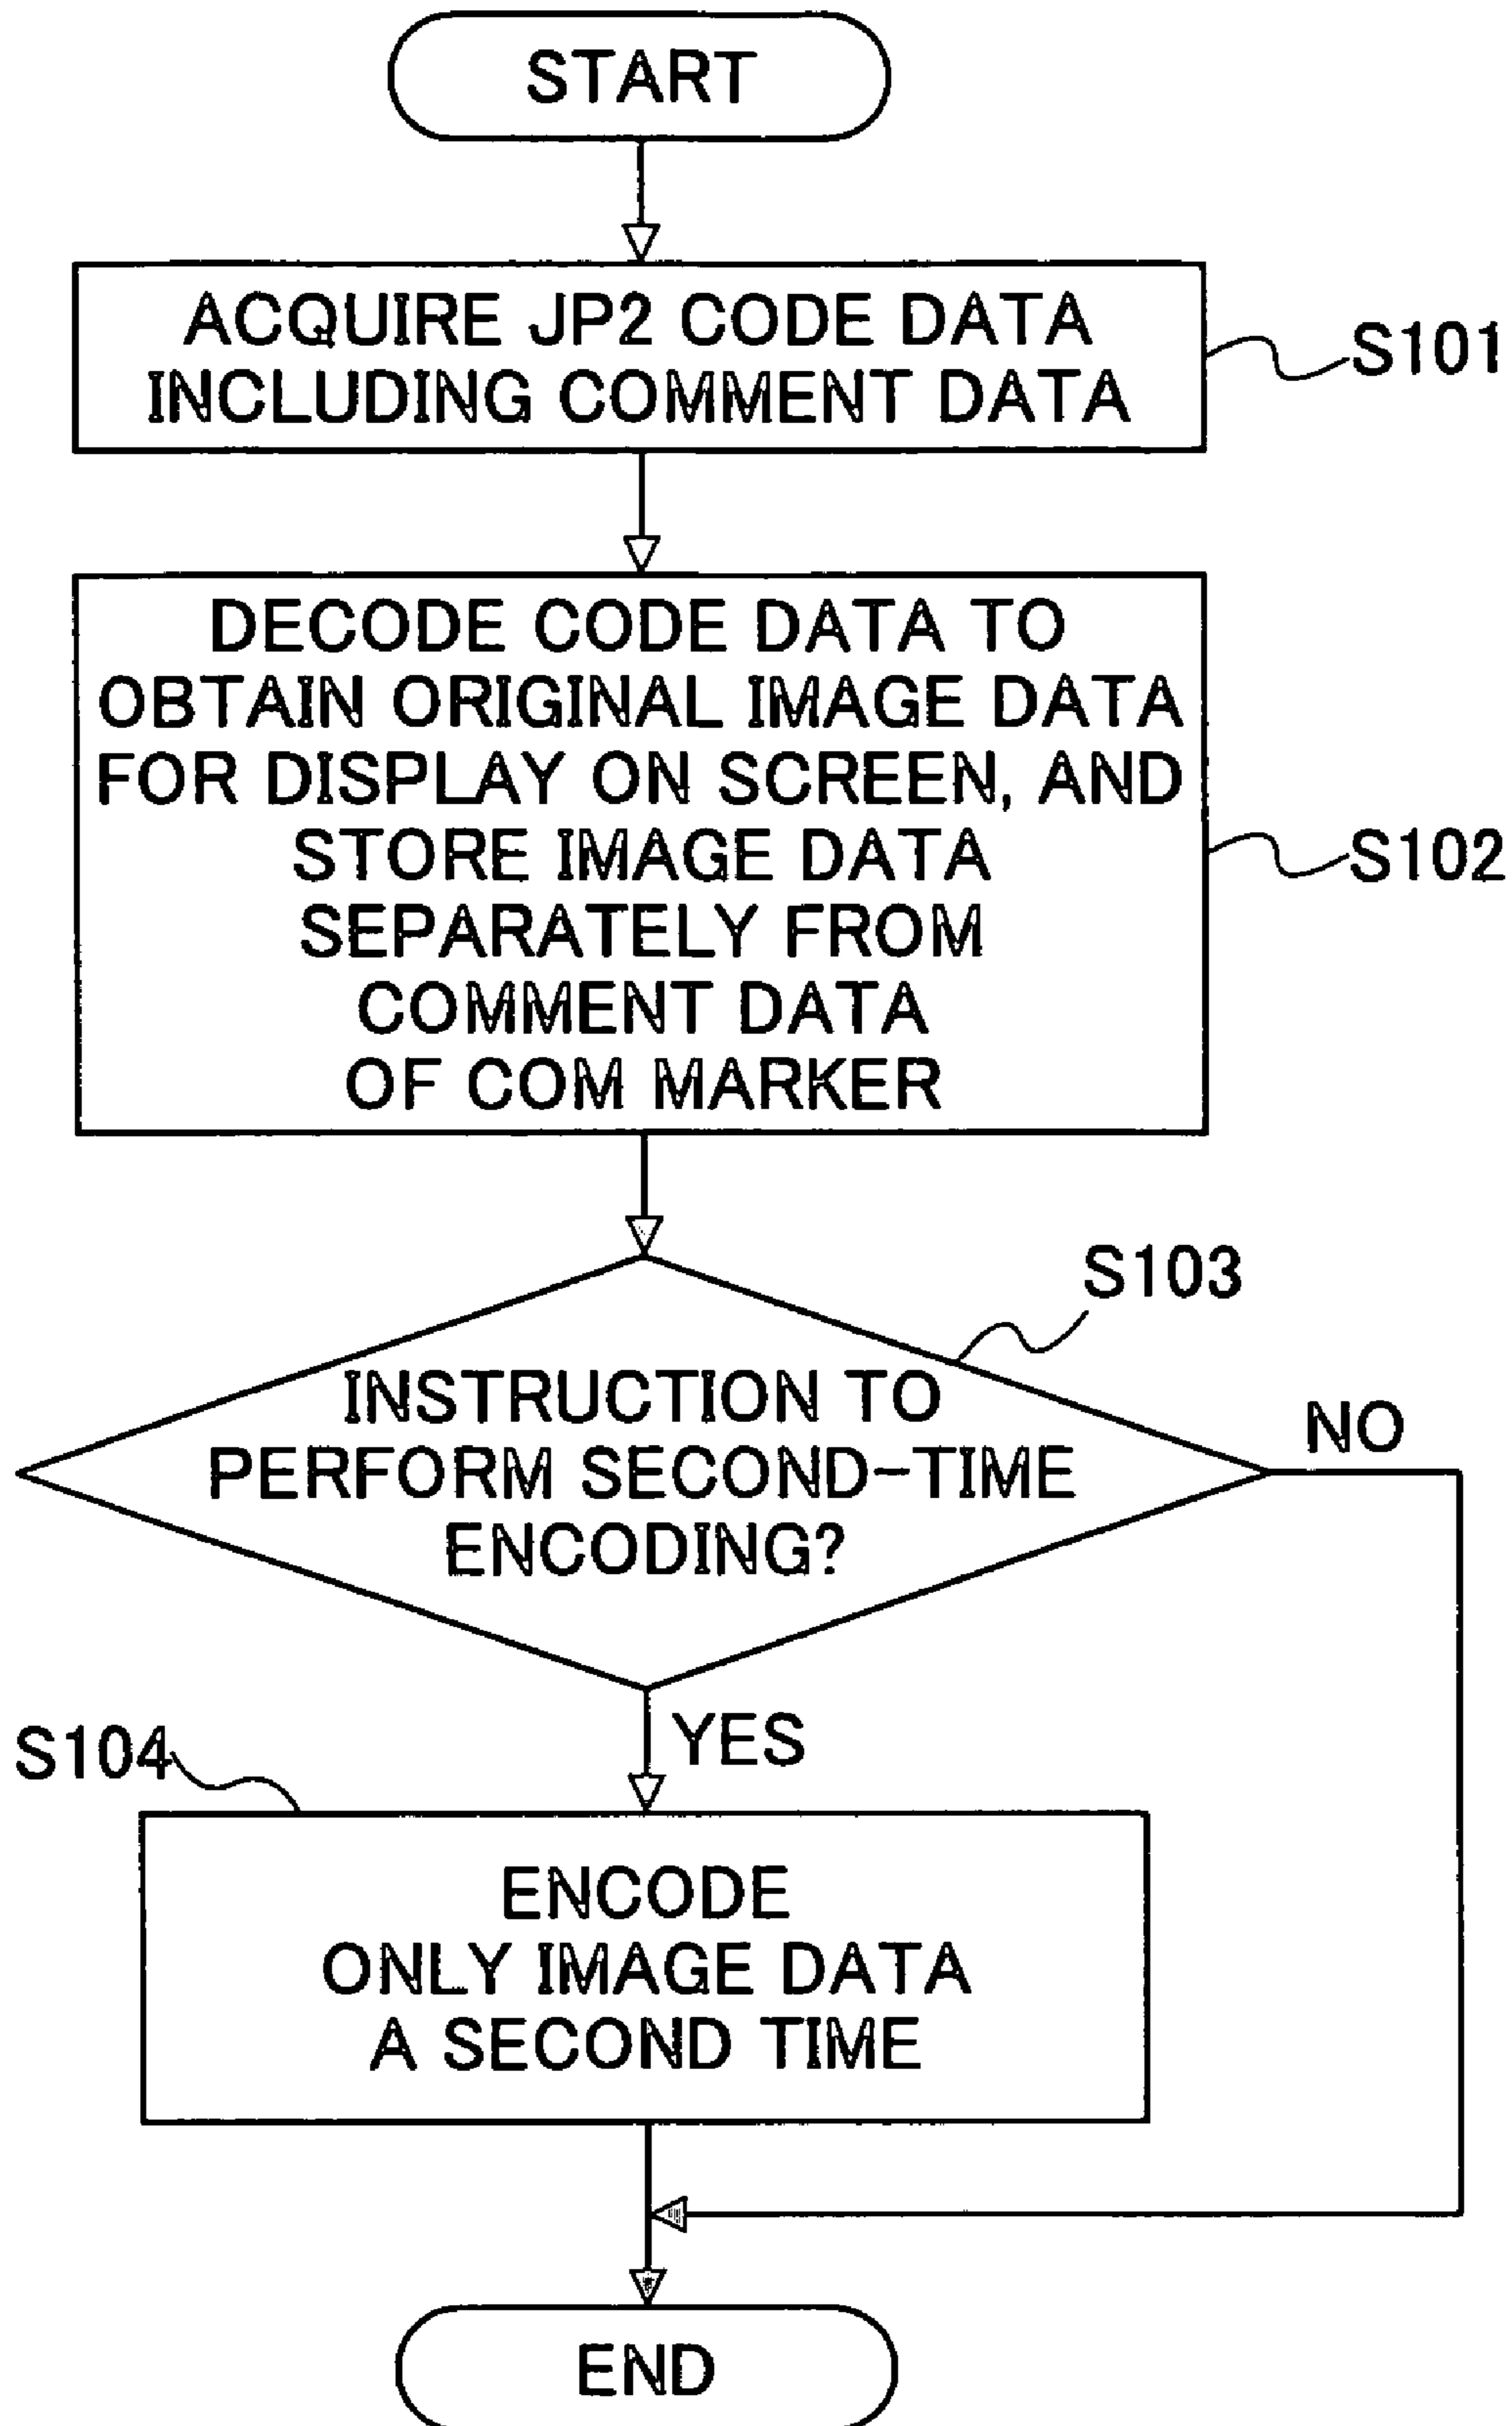 START
ACQUIRE JP2 CODE DATA
INCLUDING COMMENT DATA
S101
DECODE CODE DATA TO
OBTAIN ORIGINAL IMAGE DATA
FOR DISPLAY ON SCREEN, AND
STORE IMAGE DATA
SEPARATELY FROM
COMMENT DATA
OF COM MARKER
S102
S103
INSTRUCTION TO
PERFORM SECOND-TIME
ENCODING?
NO
YES
S104
ENCODE
ONLY IMAGE DATA
A SECOND TIME
END